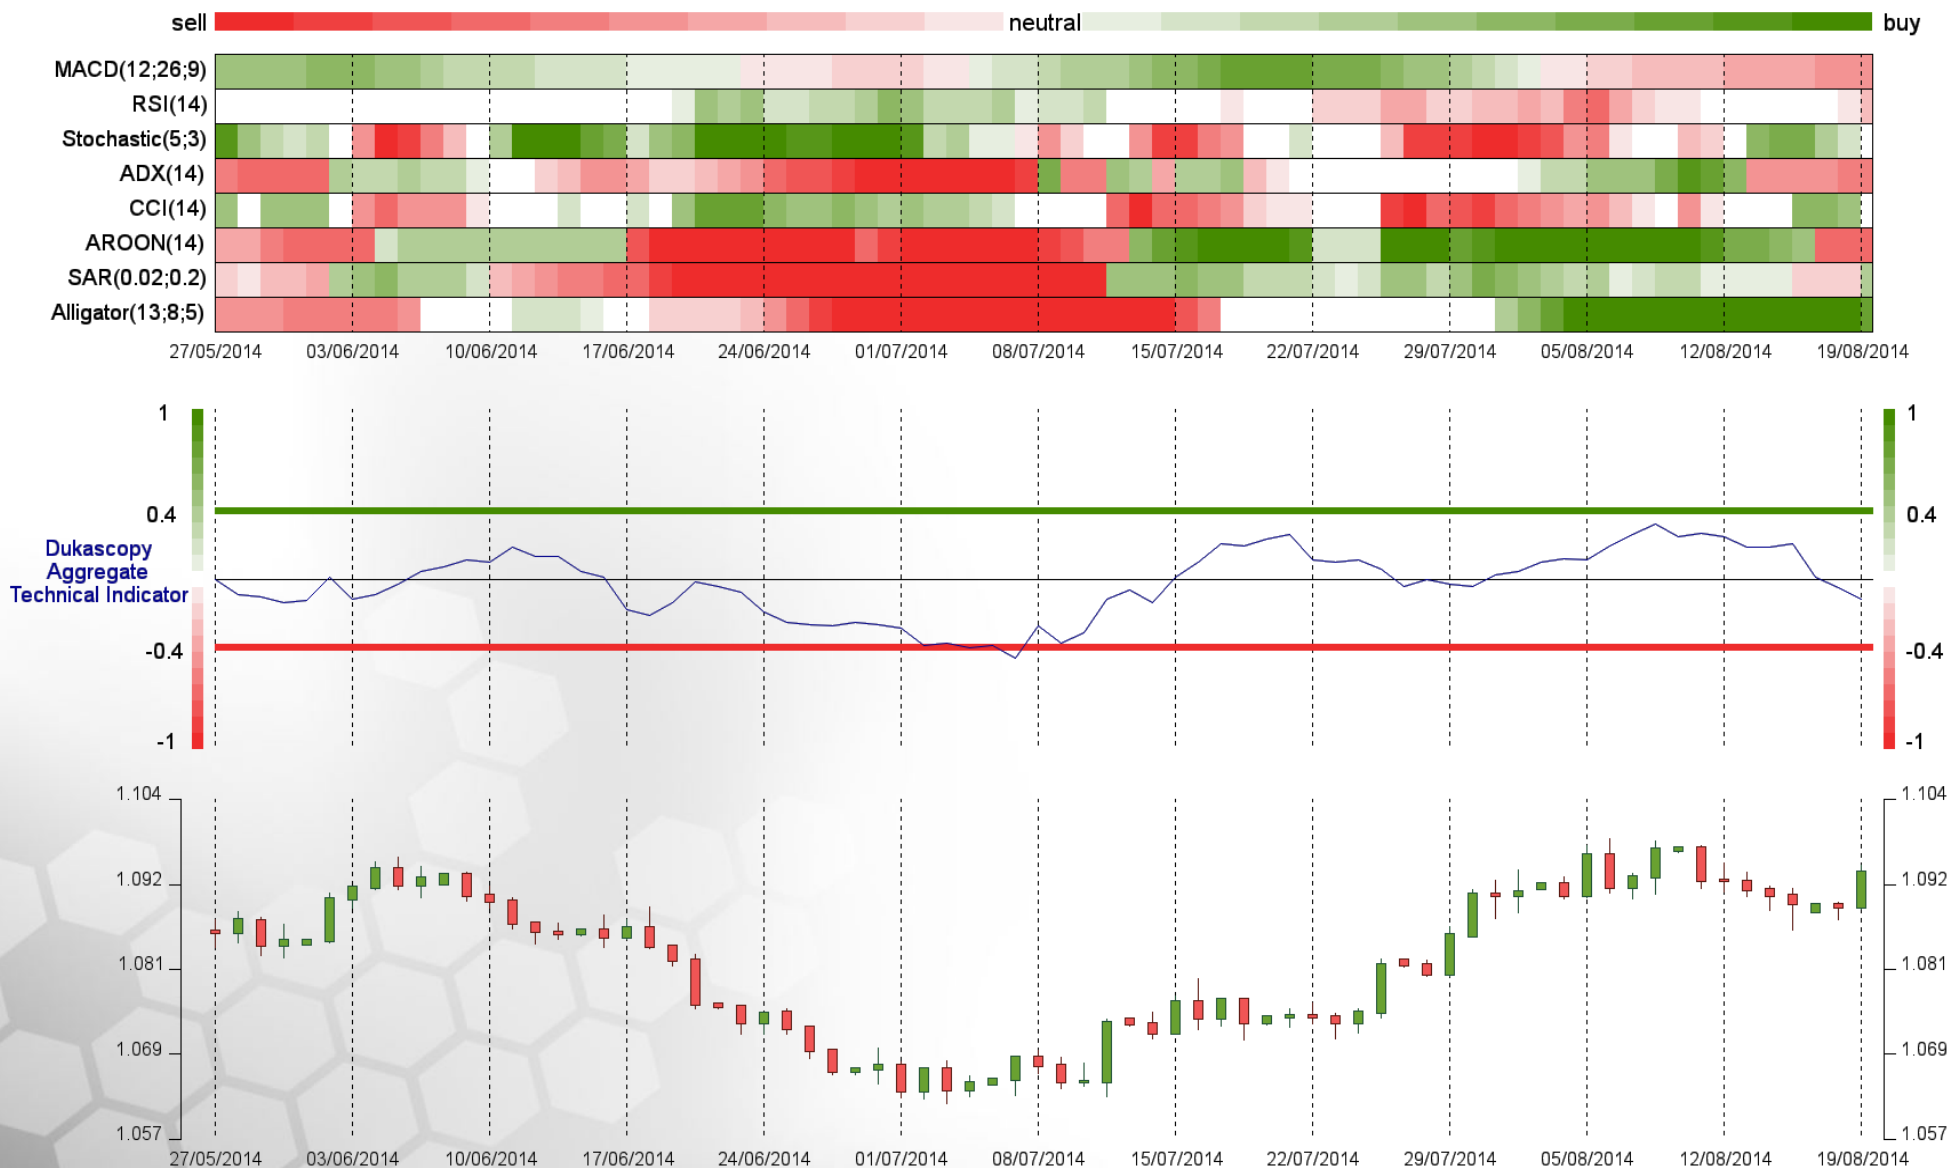 sell neutral buy
MACD(12;26;9)
RSI(14)
Stochastic(5;3)
ADX(14)
CCI(14)
AROON(14)
SAR(0.02;0.2)
Alligator(13;8;5)
27/05/2014 03/06/2014 10/06/2014 17/06/2014 24/06/2014 01/07/2014 08/07/2014 15/07/2014 22/07/2014 29/07/2014 05/08/2014 12/08/2014 19/08/2014
1 1
0.4 0.4
Dukascopy
Aggregate
Technical Indicator
-0.4 -0.4
-1 -1
1.104 1.104
1.092 1.092
1.081 1.081
1.069 1.069
1.057 1.057
27/05/2014 03/06/2014 10/06/2014 17/06/2014 24/06/2014 01/07/2014 08/07/2014 15/07/2014 22/07/2014 29/07/2014 05/08/2014 12/08/2014 19/08/2014